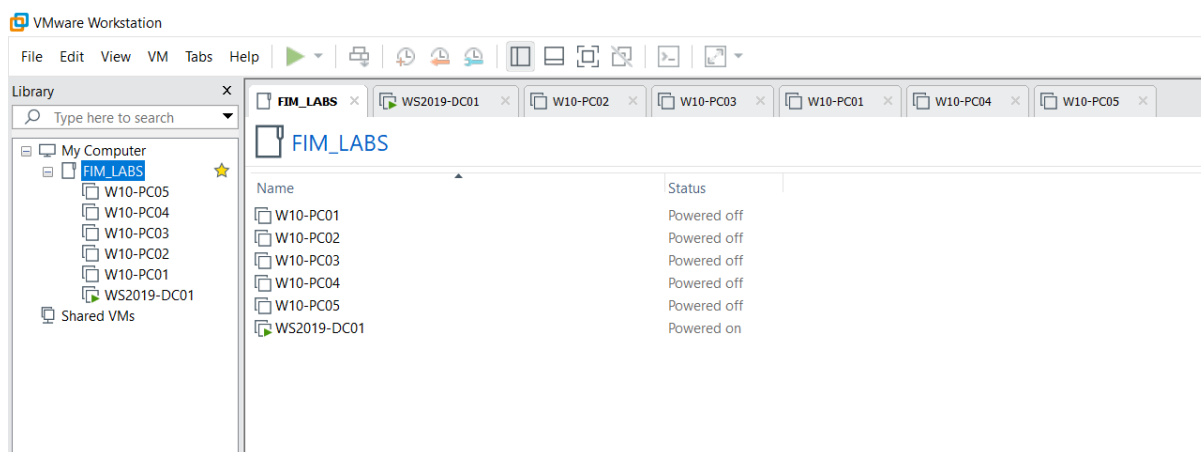 VMware Workstation
File Edit View VM Tabs Help
Library X
Type here to search
My Computer
FIM_LABS
W10-PC05
W10-PC04
W10-PC03
W10-PC02
W10-PC01
WS2019-DC01
Shared VMs
FIM_LABS WS2019-DC01 W10-PC02 W10-PC03 W10-PC01 W10-PC04 W10-PC05
FIM_LABS
Name Status
W10-PC01 Powered off
W10-PC02 Powered off
W10-PC03 Powered off
W10-PC04 Powered off
W10-PC05 Powered off
WS2019-DC01 Powered on